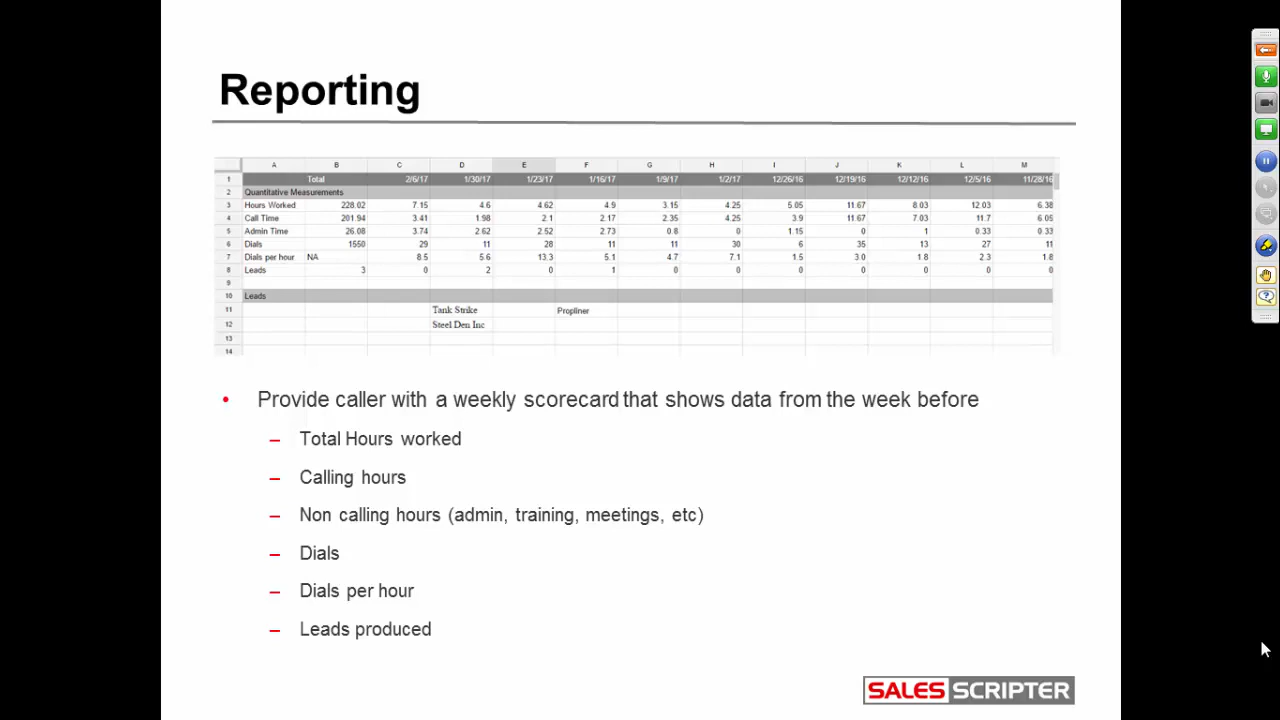 Reporting
A B C D E F G H I J K L M
1 Total 2/6/17 1/30/17 1/23/17 1/16/17 1/9/17 1/2/17 12/26/16 12/19/16 12/12/16 12/5/16 11/28/16
2 Quantitative Measurements
3 Hours Worked 228.02 7.15 4.6 4.62 4.9 3.15 4.25 5.05 11.67 8.03 12.03 6.38
4 Call Time 201.94 3.41 1.98 2.1 2.17 2.35 4.25 3.9 11.67 7.03 11.7 6.05
5 Admin Time 26.08 3.74 2.62 2.52 2.73 0.8 0 1.15 0 1 0.33 0.33
6 Dials 1550 29 11 28 11 11 30 6 35 13 27 11
7 Dials per hour NA 8.5 5.6 13.3 5.1 4.7 7.1 1.5 3.0 1.8 2.3 1.8
8 Leads 3 0 2 0 1 0 0 0 0 0 0 0
9
10 Leads
11 Tank Strike Propliner
12 Steel Den Inc
13
14
• Provide caller with a weekly scorecard that shows data from the week before
– Total Hours worked
– Calling hours
– Non calling hours (admin, training, meetings, etc)
– Dials
– Dials per hour
– Leads produced
SALES SCRIPTER